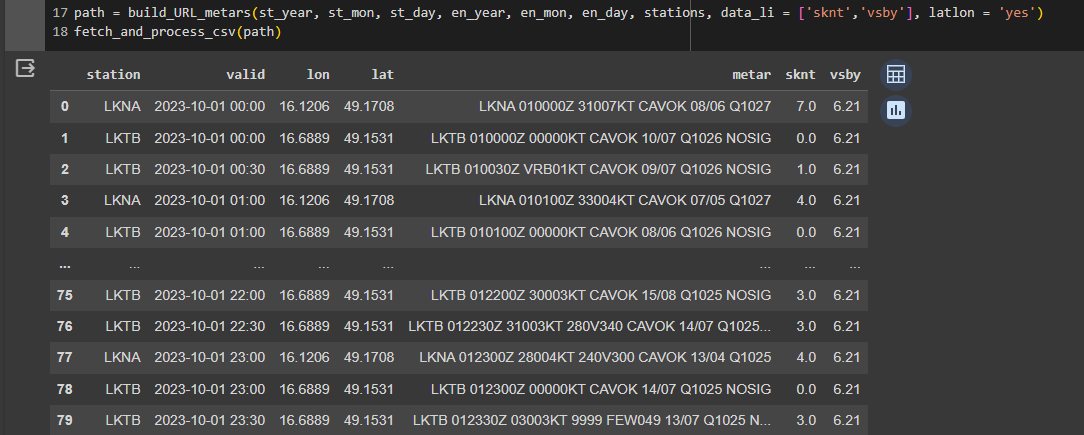 17 path = build_URL_metars(st_year, st_mon, st_day, en_year, en_mon, en_day, stations, data_li = ['sknt','vsby'], latlon = 'yes')
18 fetch_and_process_csv(path)
station valid lon lat metar sknt vsby
0 LKNA 2023-10-01 00:00 16.1206 49.1708 LKNA 010000Z 31007KT CAVOK 08/06 Q1027 7.0 6.21
1 LKTB 2023-10-01 00:00 16.6889 49.1531 LKTB 010000Z 00000KT CAVOK 10/07 Q1026 NOSIG 0.0 6.21
2 LKTB 2023-10-01 00:30 16.6889 49.1531 LKTB 010030Z VRB01KT CAVOK 09/07 Q1026 NOSIG 1.0 6.21
3 LKNA 2023-10-01 01:00 16.1206 49.1708 LKNA 010100Z 33004KT CAVOK 07/05 Q1027 4.0 6.21
4 LKTB 2023-10-01 01:00 16.6889 49.1531 LKTB 010100Z 00000KT CAVOK 08/06 Q1026 NOSIG 0.0 6.21
... ... ... ... ... ... ... ...
75 LKTB 2023-10-01 22:00 16.6889 49.1531 LKTB 012200Z 30003KT CAVOK 15/08 Q1025 NOSIG 3.0 6.21
76 LKTB 2023-10-01 22:30 16.6889 49.1531 LKTB 012230Z 31003KT 280V340 CAVOK 14/07 Q1025... 3.0 6.21
77 LKNA 2023-10-01 23:00 16.1206 49.1708 LKNA 012300Z 28004KT 240V300 CAVOK 13/04 Q1025 4.0 6.21
78 LKTB 2023-10-01 23:00 16.6889 49.1531 LKTB 012300Z 00000KT CAVOK 14/07 Q1025 NOSIG 0.0 6.21
79 LKTB 2023-10-01 23:30 16.6889 49.1531 LKTB 012330Z 03003KT 9999 FEW049 13/07 Q1025 N... 3.0 6.21